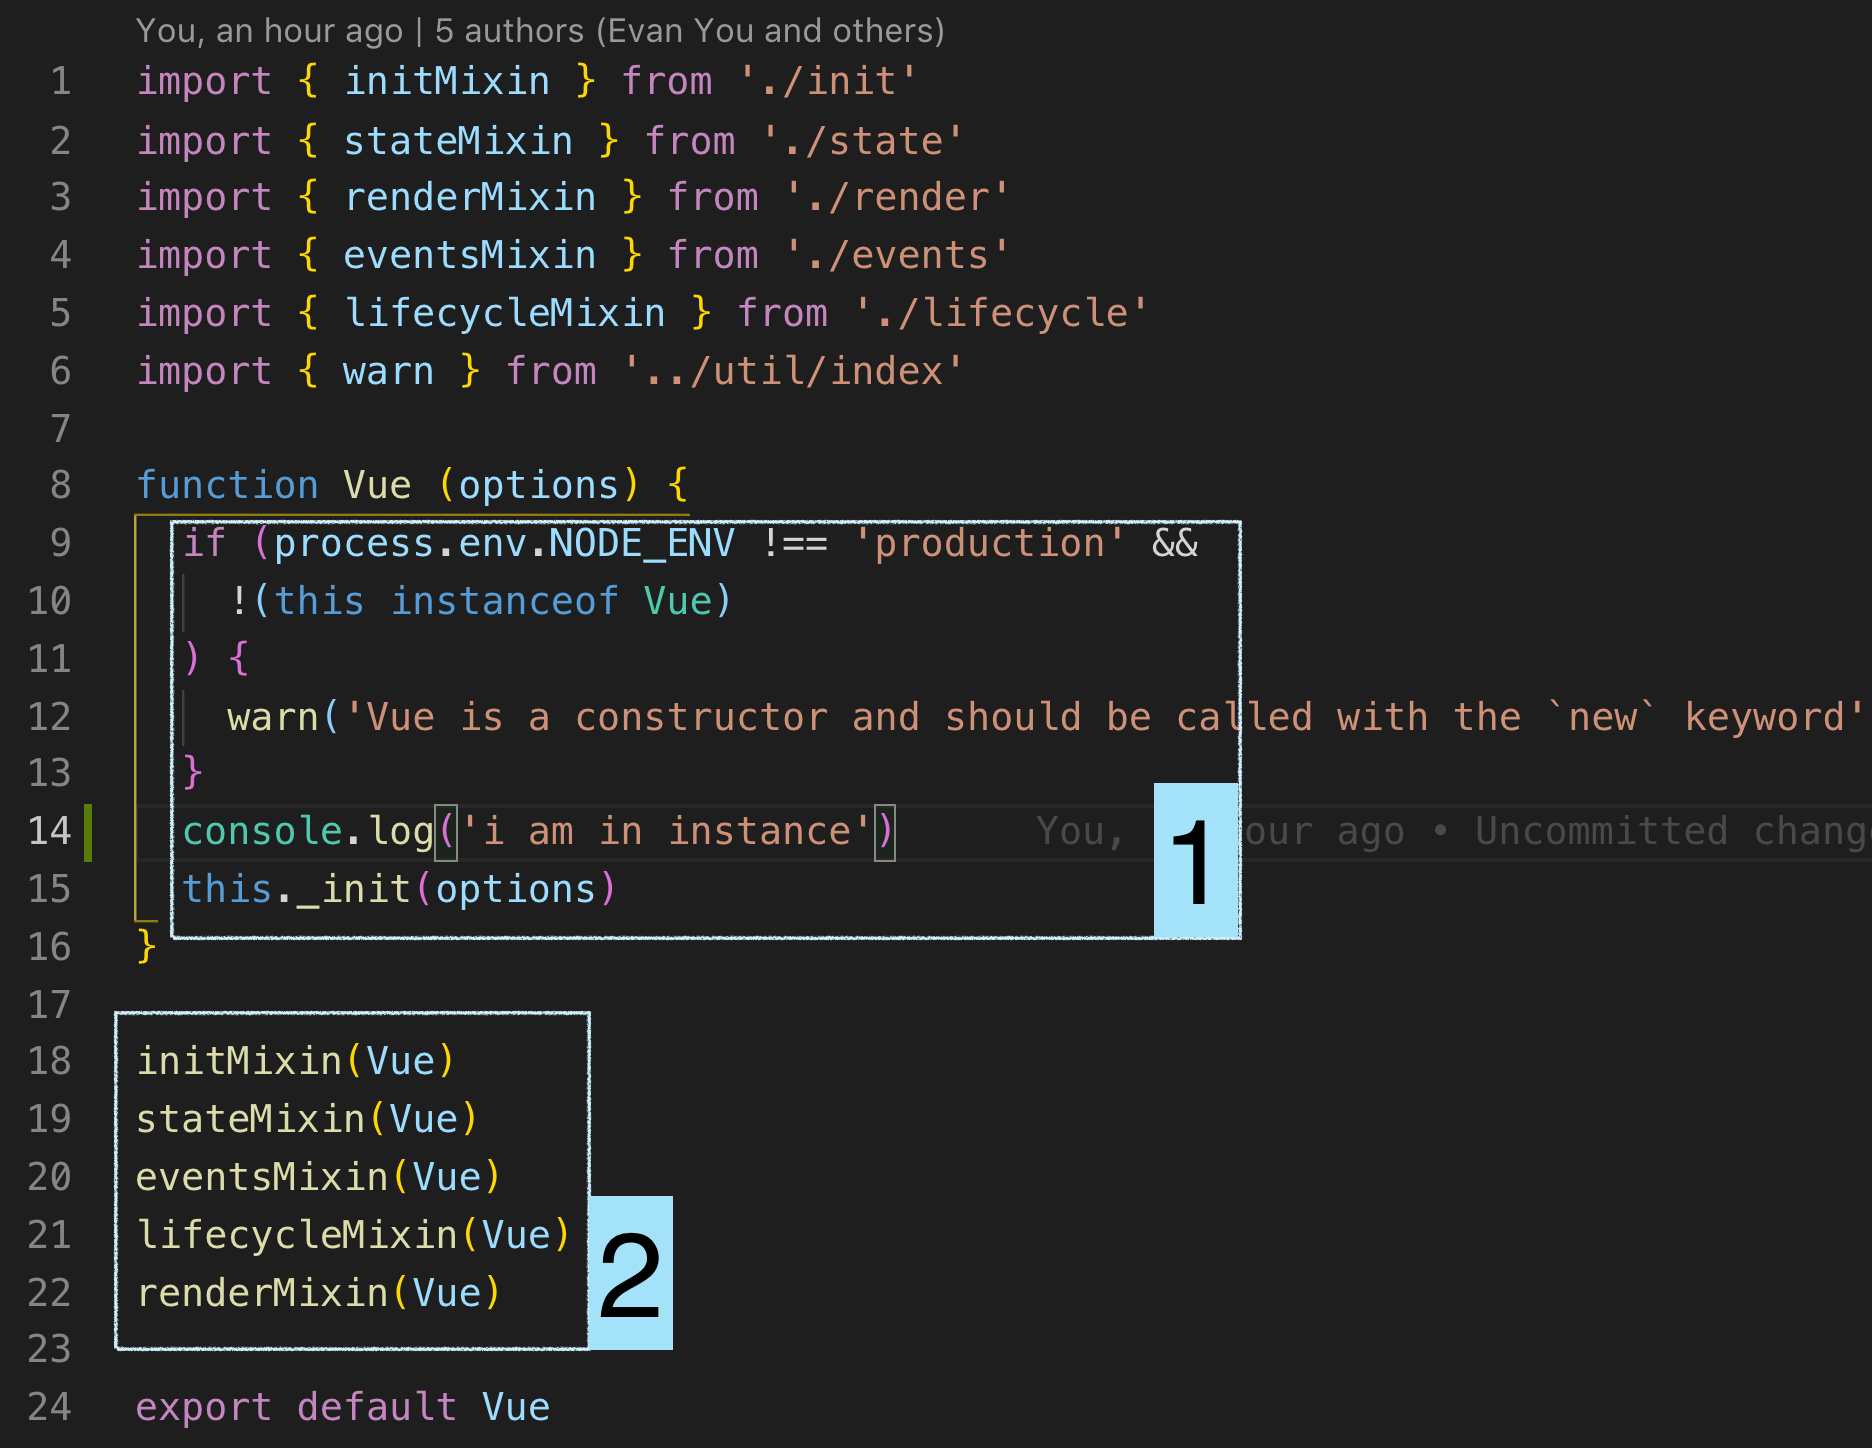 You, an hour ago | 5 authors (Evan You and others)
1 import { initMixin } from './init'
2 import { stateMixin } from './state'
3 import { renderMixin } from './render'
4 import { eventsMixin } from './events'
5 import { lifecycleMixin } from './lifecycle'
6 import { warn } from '../util/index'
7
8 function Vue (options) {
9 if (process.env.NODE_ENV !== 'production' &&
10 !(this instanceof Vue)
11 ) {
12 warn('Vue is a constructor and should be called with the `new` keyword'
13 }
14 console.log('i am in instance') You, our ago • Uncommitted chang
15 this._init(options)
1
16 }
17
18 initMixin(Vue)
19 stateMixin(Vue)
20 eventsMixin(Vue)
21 lifecycleMixin(Vue)
22 renderMixin(Vue)
2
23
24 export default Vue